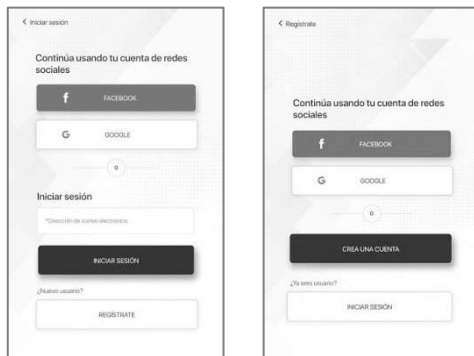 < Iniciar sesión
Continúa usando tu cuenta de redes
sociales
f FACEBOOK
G GOOGLE
o
Iniciar sesión
*Dirección de correo electrónico
INICIAR SESIÓN
¿Nuevo usuario?
REGÍSTRATE
< Regístrate
Continúa usando tu cuenta de redes
sociales
f FACEBOOK
G GOOGLE
o
CREA UNA CUENTA
¿Ya eres usuario?
INICIAR SESIÓN